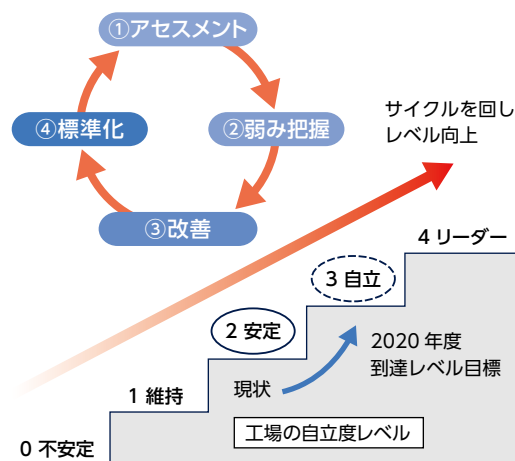 ①アセスメント
②弱み把握
③改善
④標準化
サイクルを回し
レベル向上
4 リーダー
3 自立
2 安定
2020 年度
到達レベル目標
現状
1 維持
工場の自立度レベル
0 不安定